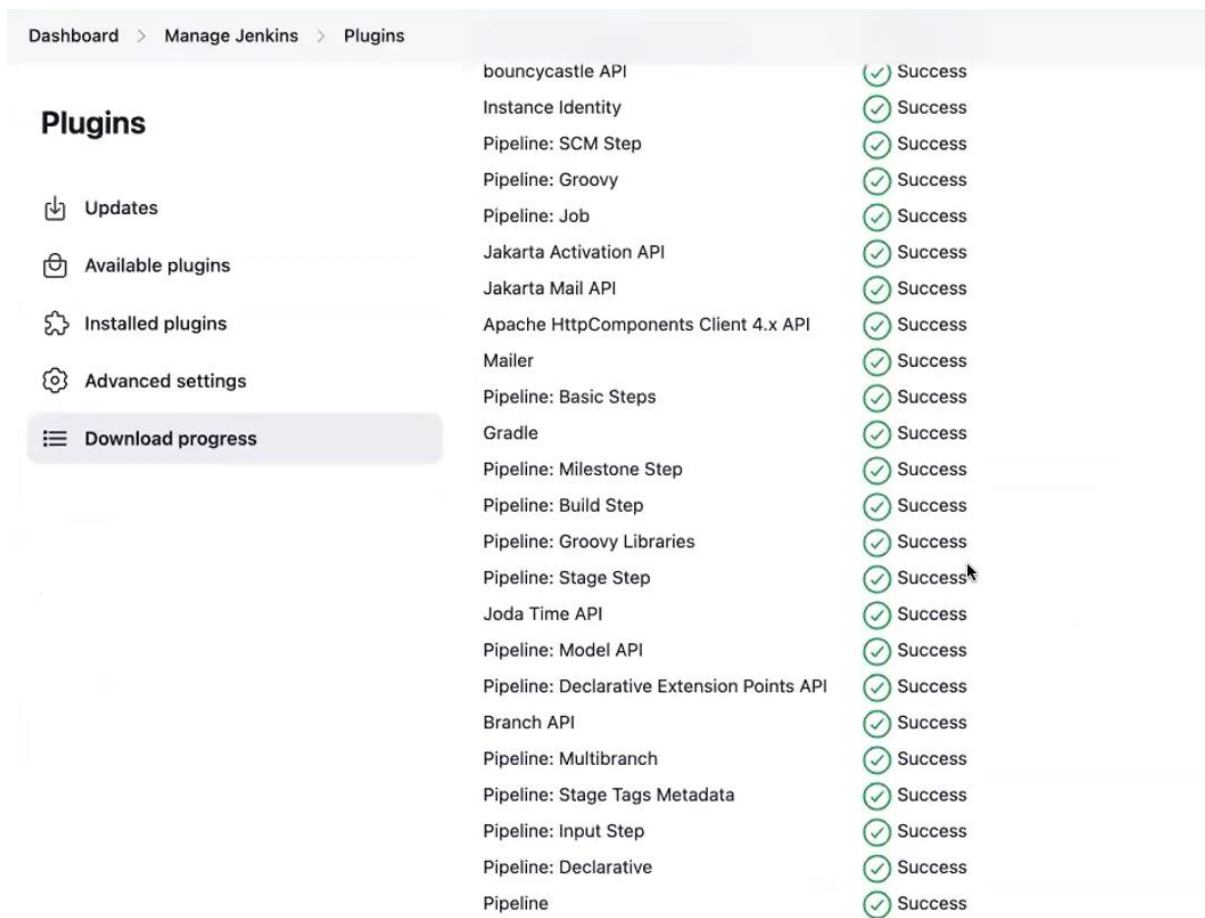 Dashboard > Manage Jenkins > Plugins
Plugins
Updates
Available plugins
Installed plugins
Advanced settings
Download progress
bouncycastle API Success
Instance Identity Success
Pipeline: SCM Step Success
Pipeline: Groovy Success
Pipeline: Job Success
Jakarta Activation API Success
Jakarta Mail API Success
Apache HttpComponents Client 4.x API Success
Mailer Success
Pipeline: Basic Steps Success
Gradle Success
Pipeline: Milestone Step Success
Pipeline: Build Step Success
Pipeline: Groovy Libraries Success
Pipeline: Stage Step Success
Joda Time API Success
Pipeline: Model API Success
Pipeline: Declarative Extension Points API Success
Branch API Success
Pipeline: Multibranch Success
Pipeline: Stage Tags Metadata Success
Pipeline: Input Step Success
Pipeline: Declarative Success
Pipeline Success